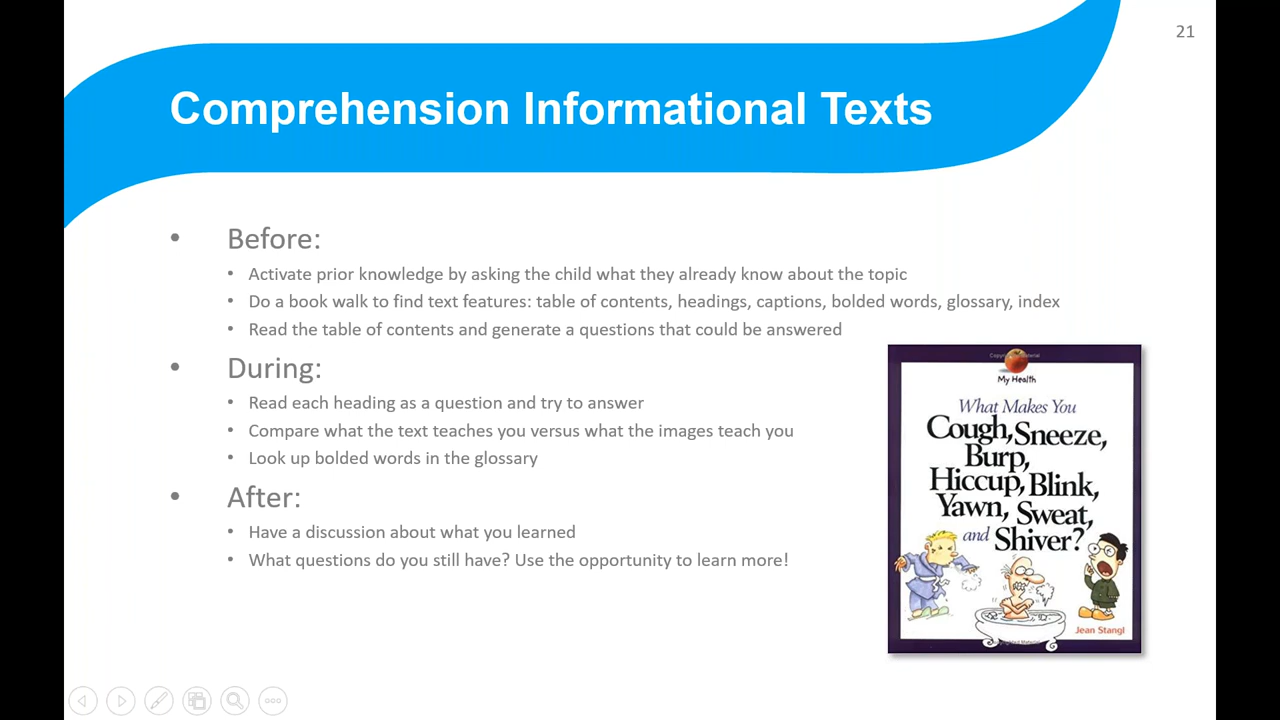 21
Comprehension Informational Texts
• Before:
• Activate prior knowledge by asking the child what they already know about the topic
• Do a book walk to find text features: table of contents, headings, captions, bolded words, glossary, index
• Read the table of contents and generate a questions that could be answered
• During:
• Read each heading as a question and try to answer
• Compare what the text teaches you versus what the images teach you
• Look up bolded words in the glossary
• After:
• Have a discussion about what you learned
• What questions do you still have? Use the opportunity to learn more!
My Health
What Makes You
Cough, Sneeze,
Burp,
Hiccup, Blink,
Yawn, Sweat,
and Shiver?
Jean Stangl